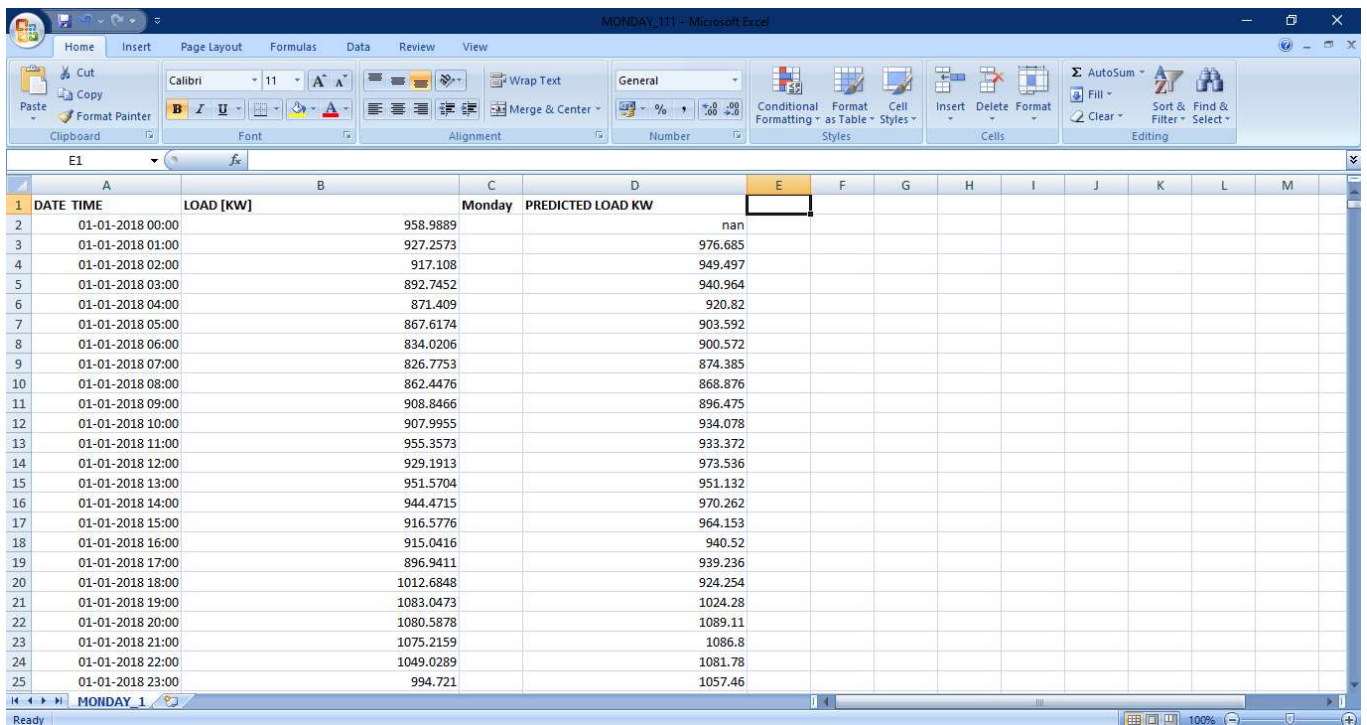 MONDAY_111 - Microsoft Excel
Home Insert Page Layout Formulas Data Review View
Cut
Copy
Format Painter
Paste
Calibri 11
Wrap Text
Merge & Center
General
Conditional Formatting
Format as Table
Cell Styles
Insert Delete Format
Σ AutoSum
Fill
Clear
Sort & Filter
Find & Select
Clipboard Font Alignment Number Styles Cells Editing
E1 fx
A B C D E F G H I J K L M
1 DATE TIME LOAD [KW] Monday PREDICTED LOAD KW
2 01-01-2018 00:00 958.9889 nan
3 01-01-2018 01:00 927.2573 976.685
4 01-01-2018 02:00 917.108 949.497
5 01-01-2018 03:00 892.7452 940.964
6 01-01-2018 04:00 871.409 920.82
7 01-01-2018 05:00 867.6174 903.592
8 01-01-2018 06:00 834.0206 900.572
9 01-01-2018 07:00 826.7753 874.385
10 01-01-2018 08:00 862.4476 868.876
11 01-01-2018 09:00 908.8466 896.475
12 01-01-2018 10:00 907.9955 934.078
13 01-01-2018 11:00 955.3573 933.372
14 01-01-2018 12:00 929.1913 973.536
15 01-01-2018 13:00 951.5704 951.132
16 01-01-2018 14:00 944.4715 970.262
17 01-01-2018 15:00 916.5776 964.153
18 01-01-2018 16:00 915.0416 940.52
19 01-01-2018 17:00 896.9411 939.236
20 01-01-2018 18:00 1012.6848 924.254
21 01-01-2018 19:00 1083.0473 1024.28
22 01-01-2018 20:00 1080.5878 1089.11
23 01-01-2018 21:00 1075.2159 1086.8
24 01-01-2018 22:00 1049.0289 1081.78
25 01-01-2018 23:00 994.721 1057.46
MONDAY_1
Ready 100%